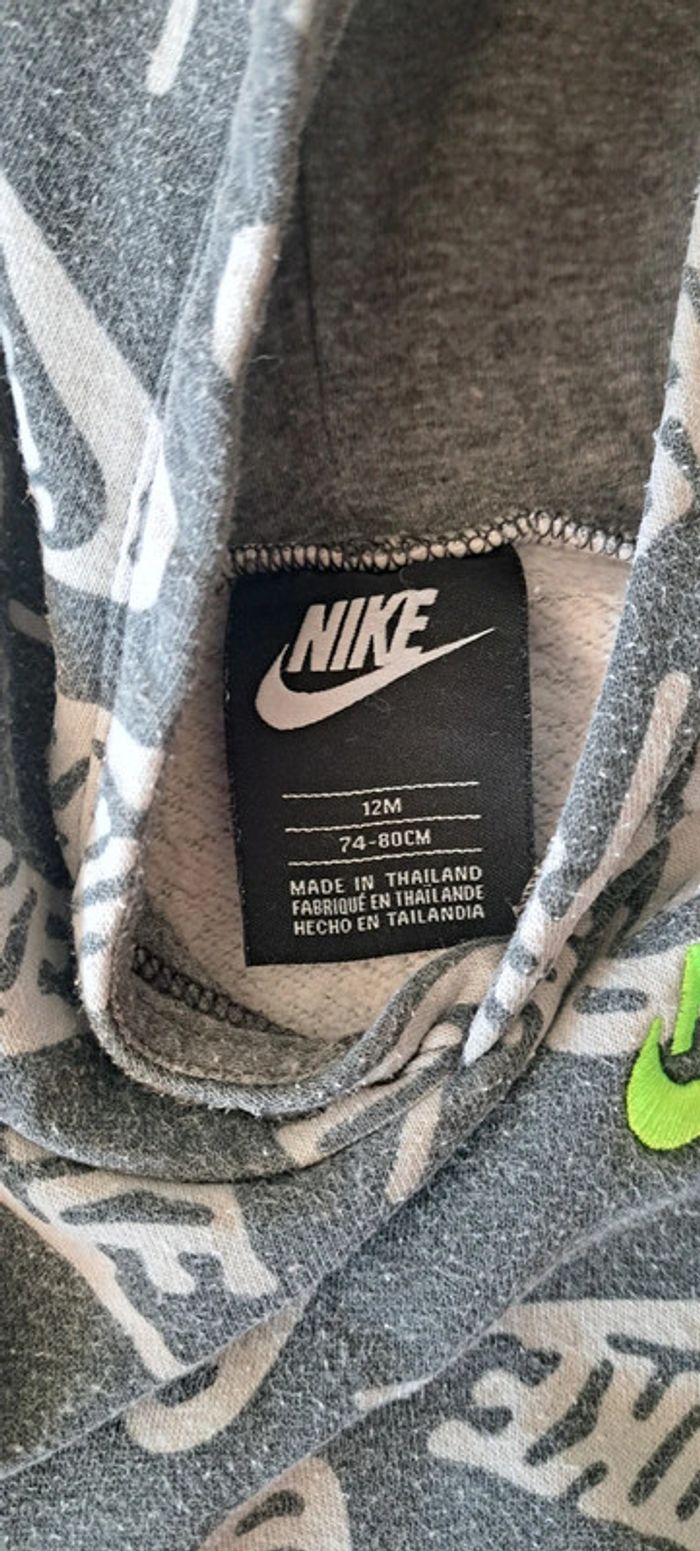 NIKE
12M
74-80CM
MADE IN THAILAND
FABRIQUÉ EN THAÏLANDE
HECHO EN TAILANDIA